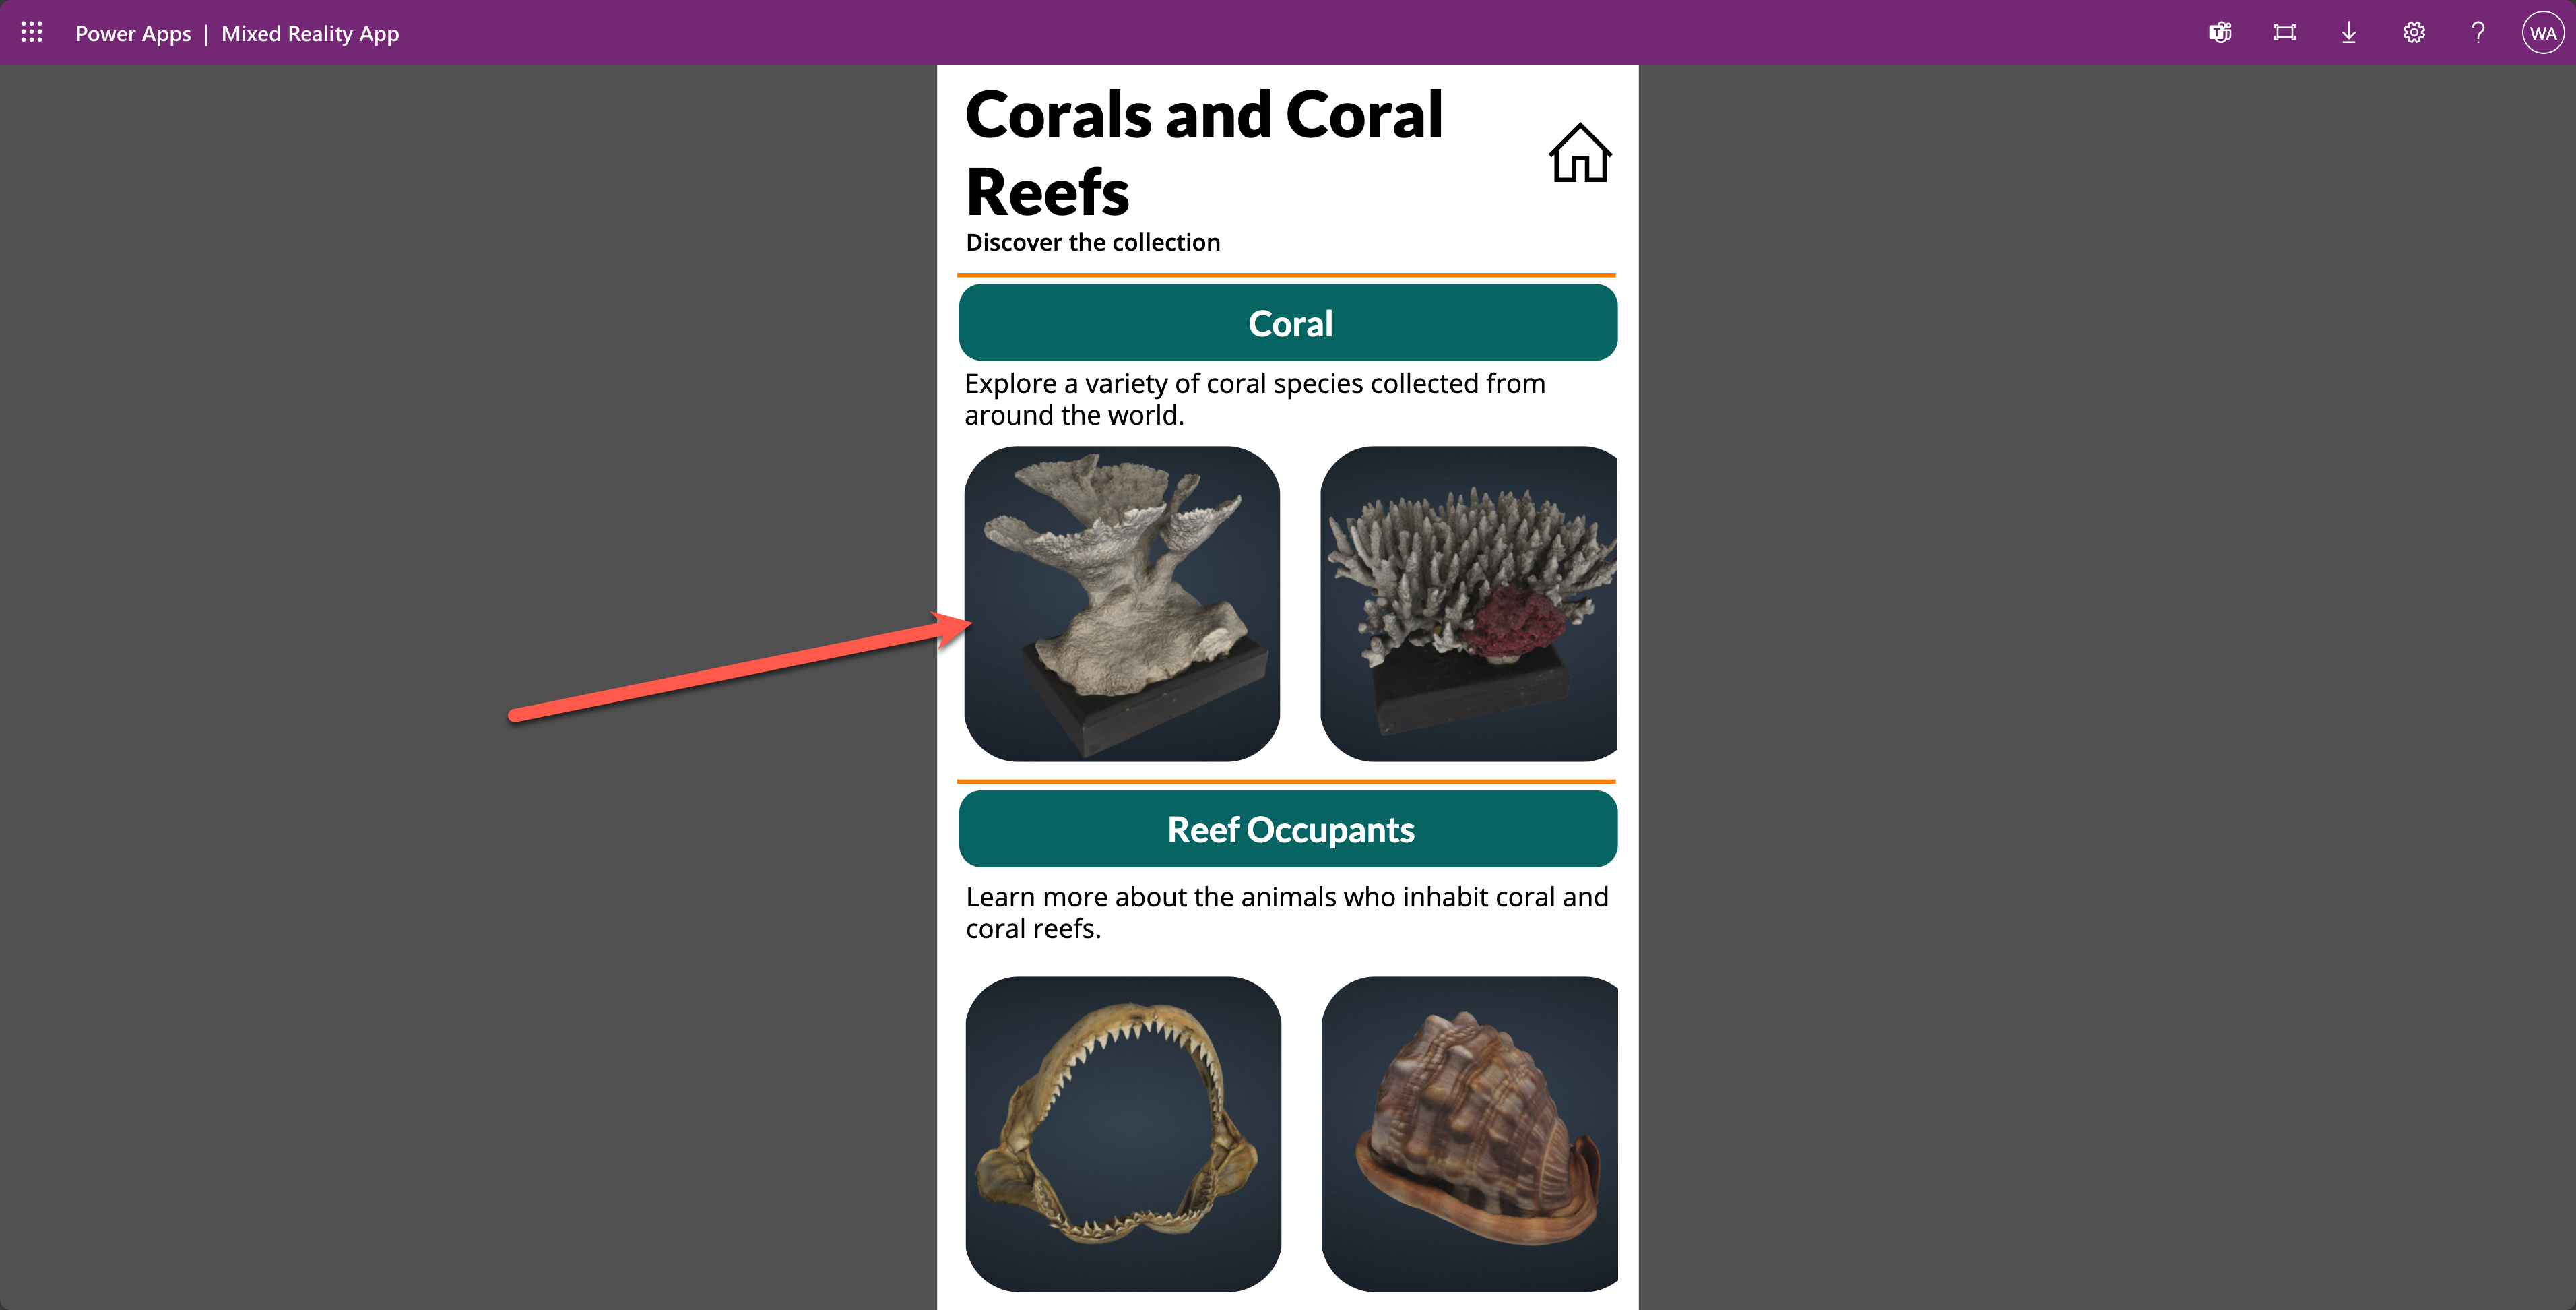 Power Apps | Mixed Reality App
WA
Corals and Coral
Reefs
Discover the collection
Coral
Explore a variety of coral species collected from
around the world.
Reef Occupants
Learn more about the animals who inhabit coral and
coral reefs.